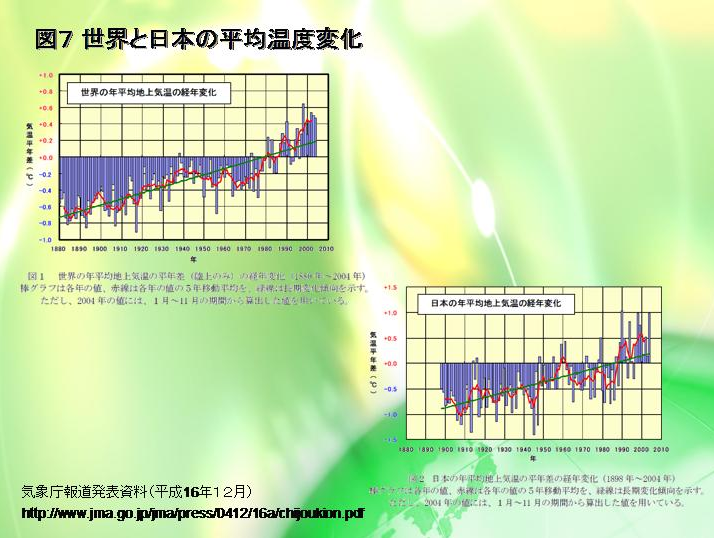 図７ 世界と日本の平均温度変化
世界の年平均地上気温の経年変化
気温平年差（℃）
+1.0
+0.8
+0.6
+0.4
+0.2
+0.0
-0.2
-0.4
-0.6
-0.8
-1.0
1880 1890 1900 1910 1920 1930 1940 1950 1960 1970 1980 1990 2000 2010
年
図１ 世界の年平均地上気温の平年差（陸上のみ）の経年変化（1880年～2004年）
棒グラフは各年の値、赤線は各年の値の５年移動平均を、緑線は長期変化傾向を示す。
ただし、2004年の値には、１月～11月の期間から算出した値を用いている。
日本の年平均地上気温の経年変化
気温平年差（℃）
+1.5
+1.0
+0.5
+0.0
-0.5
-1.0
-1.5
1880 1890 1900 1910 1920 1930 1940 1950 1960 1970 1980 1990 2000 2010
年
図２ 日本の年平均地上気温の平年差の経年変化（1898年～2004年）
棒グラフは各年の値、赤線は各年の値の５年移動平均を、緑線は長期変化傾向を示す。
ただし、2004年の値には、１月～11月の期間から算出した値を用いている。
気象庁報道発表資料（平成16年１２月）
http://www.jma.go.jp/jma/press/0412/16a/chijoukion.pdf